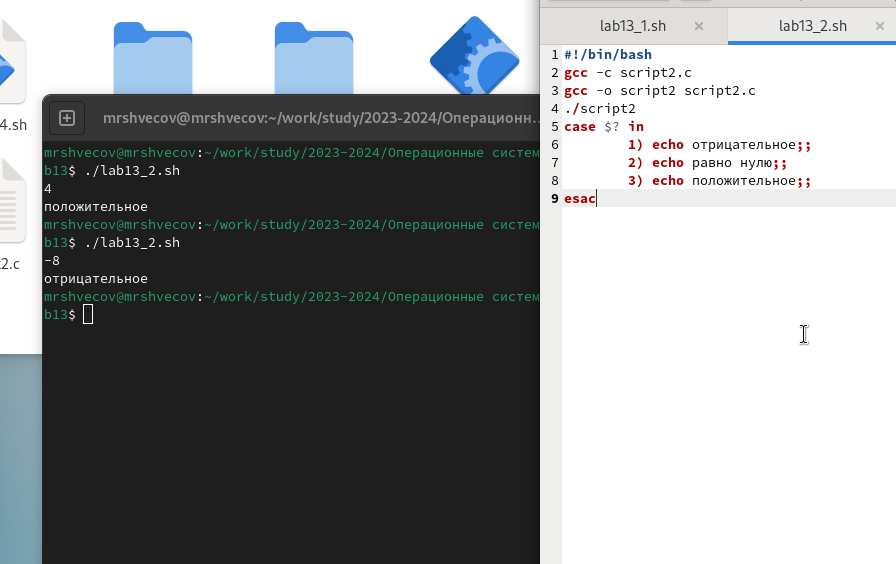 4.sh
t2.c
mrshvecov@mrshvecov:~/work/study/2023-2024/Операционн...
mrshvecov@mrshvecov:~/work/study/2023-2024/Операционные систем
b13$ ./lab13_2.sh
4
положительное
mrshvecov@mrshvecov:~/work/study/2023-2024/Операционные систем
b13$ ./lab13_2.sh
-8
отрицательное
mrshvecov@mrshvecov:~/work/study/2023-2024/Операционные систем
b13$
lab13_1.sh × lab13_2.sh ×
1 #!/bin/bash
2 gcc -c script2.c
3 gcc -o script2 script2.c
4 ./script2
5 case $? in
6 1) echo отрицательное;;
7 2) echo равно нулю;;
8 3) echo положительное;;
9 esac